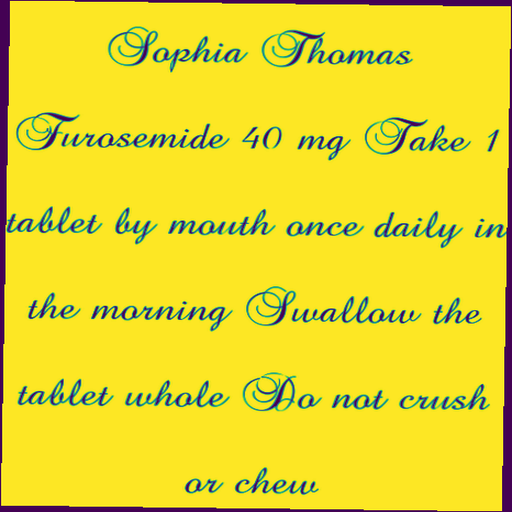 Sophia Thomas
Furosemide 40 mg Take 1
tablet by mouth once daily in
the morning Swallow the
tablet whole Do not crush
or chew